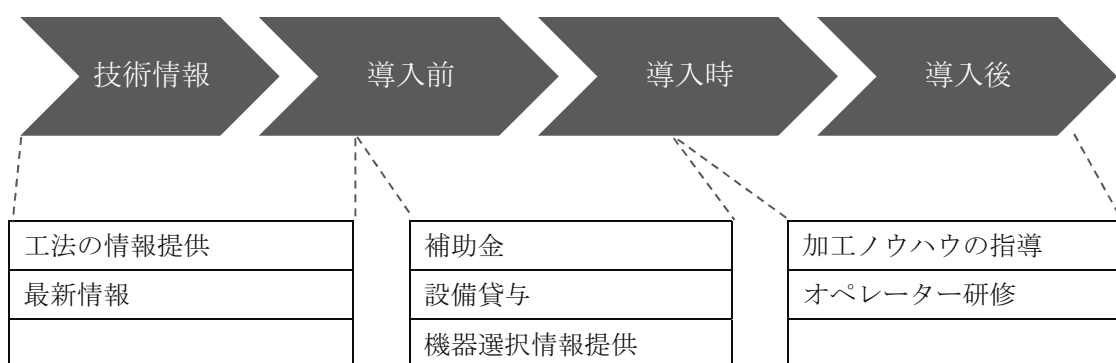 技術情報
導入前
導入時
導入後
工法の情報提供
最新情報
補助金
設備貸与
機器選択情報提供
加工ノウハウの指導
オペレーター研修